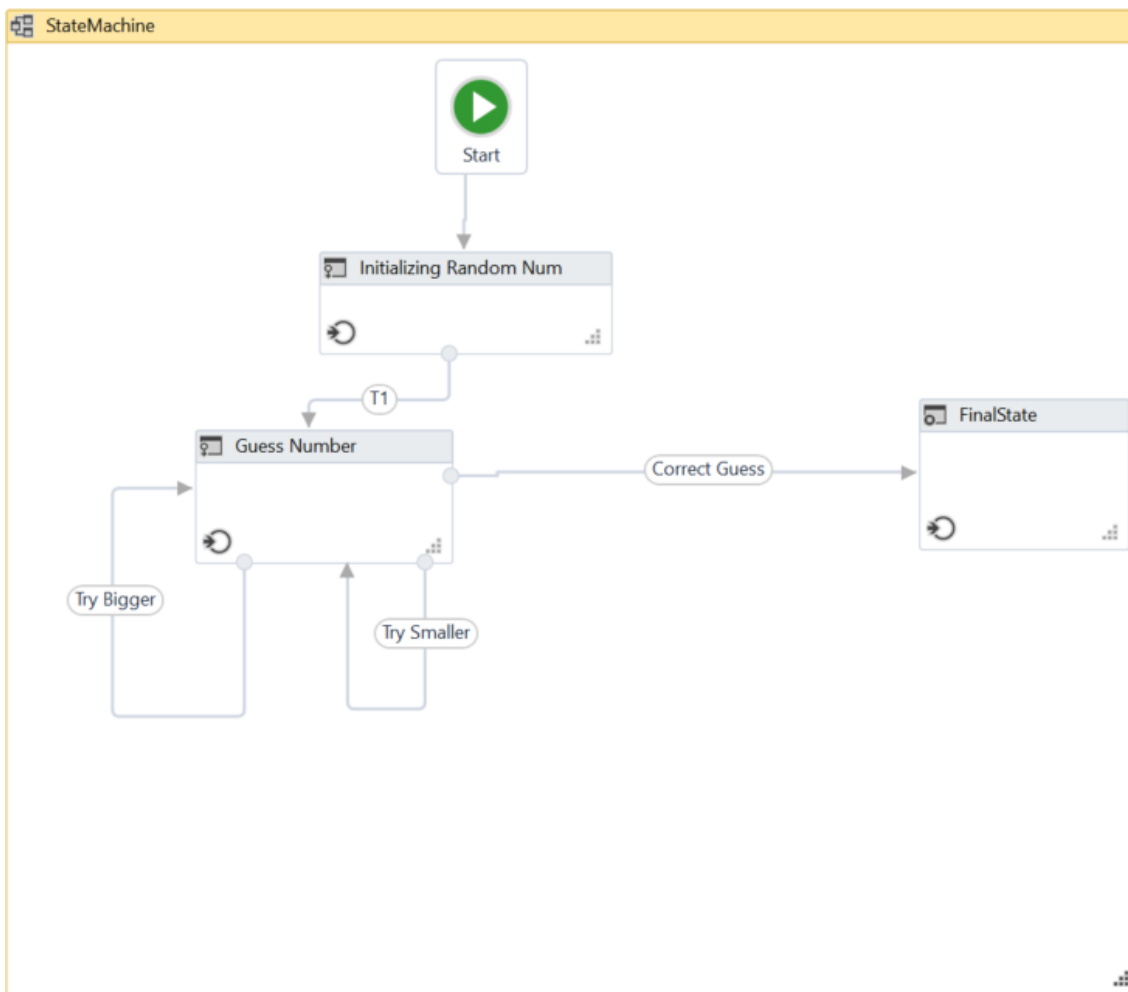 StateMachine
Start
Initializing Random Num
T1
Guess Number
FinalState
Correct Guess
Try Bigger
Try Smaller